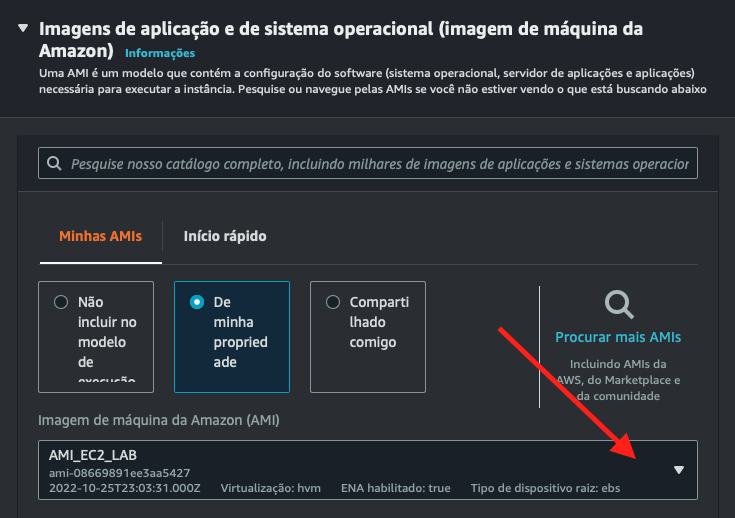 Imagens de aplicação e de sistema operacional (imagem de máquina da
Amazon) Informações
Uma AMI é um modelo que contém a configuração do software (sistema operacional, servidor de aplicações e aplicações)
necessária para executar a instância. Pesquise ou navegue pelas AMIs se você não estiver vendo o que está buscando abaixo
Pesquise nosso catálogo completo, incluindo milhares de imagens de aplicações e sistemas operacior
Minhas AMIs
Início rápido
Não
incluir no
modelo
de
execução
De
minha
propried
ade
Comparti
lhado
comigo
Procurar mais AMIs
Incluindo AMIs da
AWS, do Marketplace e
da comunidade
Imagem de máquina da Amazon (AMI)
AMI_EC2_LAB
ami-08669891ee3aa5427
2022-10-25T23:03:31.000Z Virtualização: hvm ENA habilitado: true Tipo de dispositivo raiz: ebs